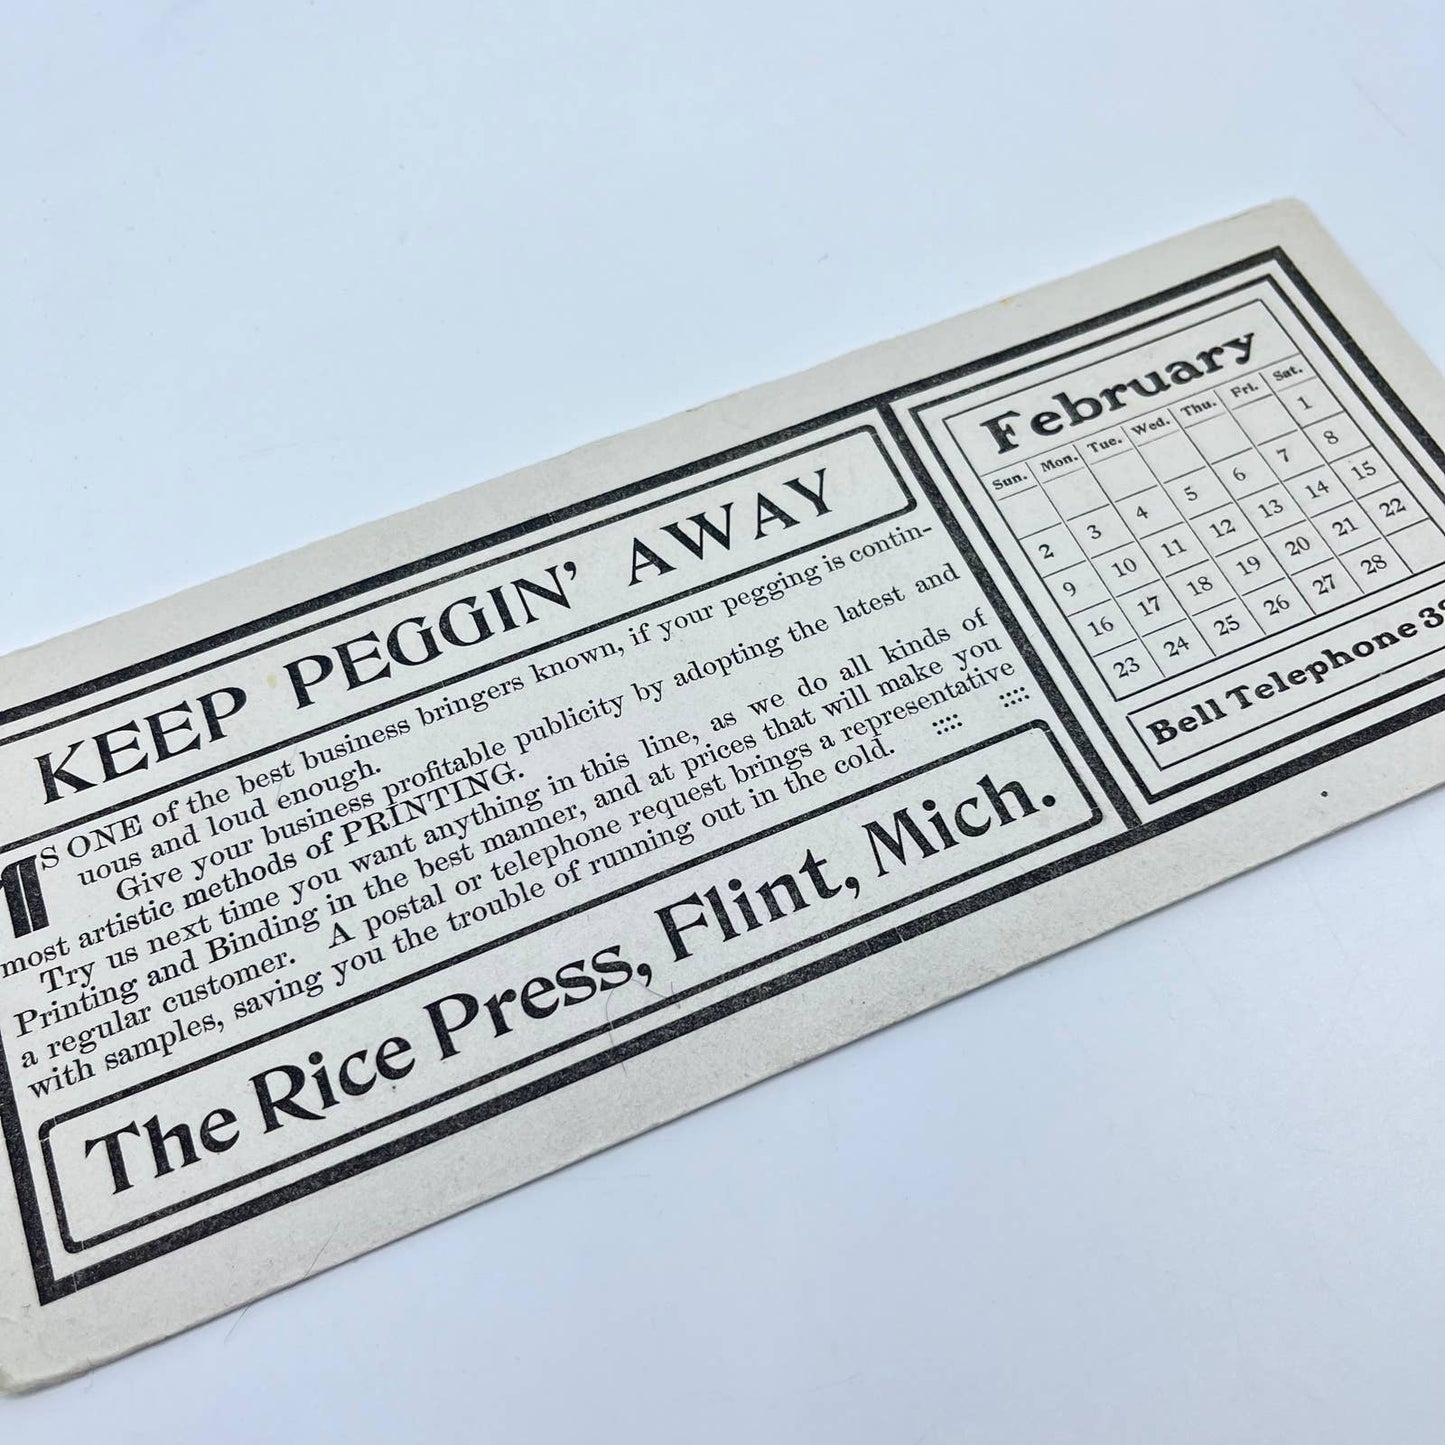 KEEP PEGGIN' AWAY
¶S ONE of the best business bringers known, if your pegging is contin-
uous and loud enough.
Give your business profitable publicity by adopting the latest and
most artistic methods of PRINTING.
Try us next time you want anything in this line, as we do all kinds of
Printing and Binding in the best manner, and at prices that will make you
a regular customer. A postal or telephone request brings a representative
with samples, saving you the trouble of running out in the cold. :::: ::::
The Rice Press, Flint, Mich.
February
Sun. Mon. Tue. Wed. Thu. Fri. Sat.
1
2 3 4 5 6 7 8
9 10 11 12 13 14 15
16 17 18 19 20 21 22
23 24 25 26 27 28
Bell Telephone